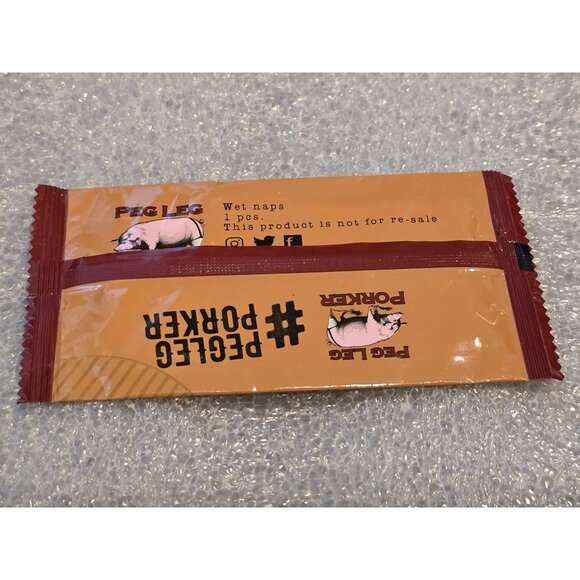 PEG LEG
Wet naps
1 pcs.
This product is not for re-sale
#PEGLEG
PORKER
PEG LEG
PORKER